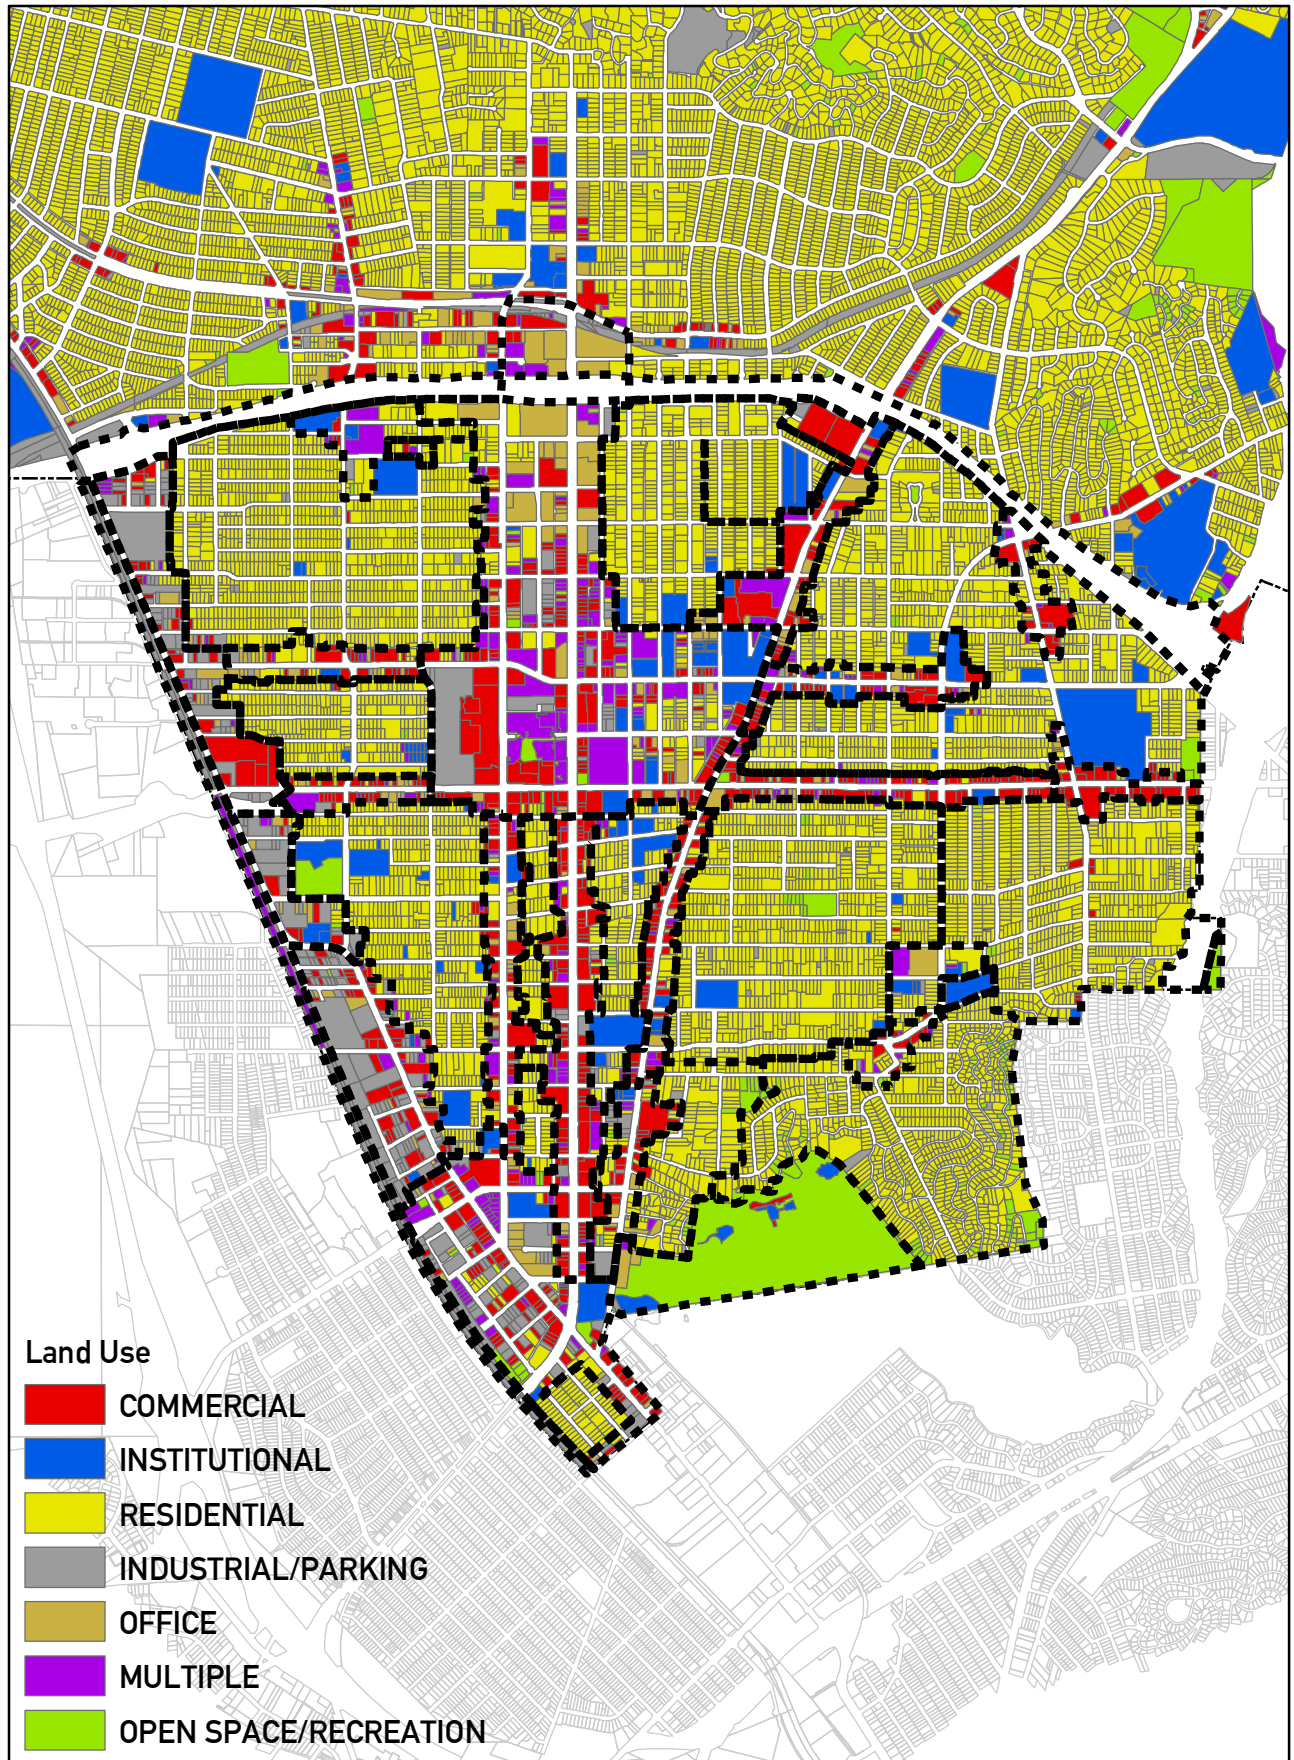 Land Use
COMMERCIAL
INSTITUTIONAL
RESIDENTIAL
INDUSTRIAL/PARKING
OFFICE
MULTIPLE
OPEN SPACE/RECREATION